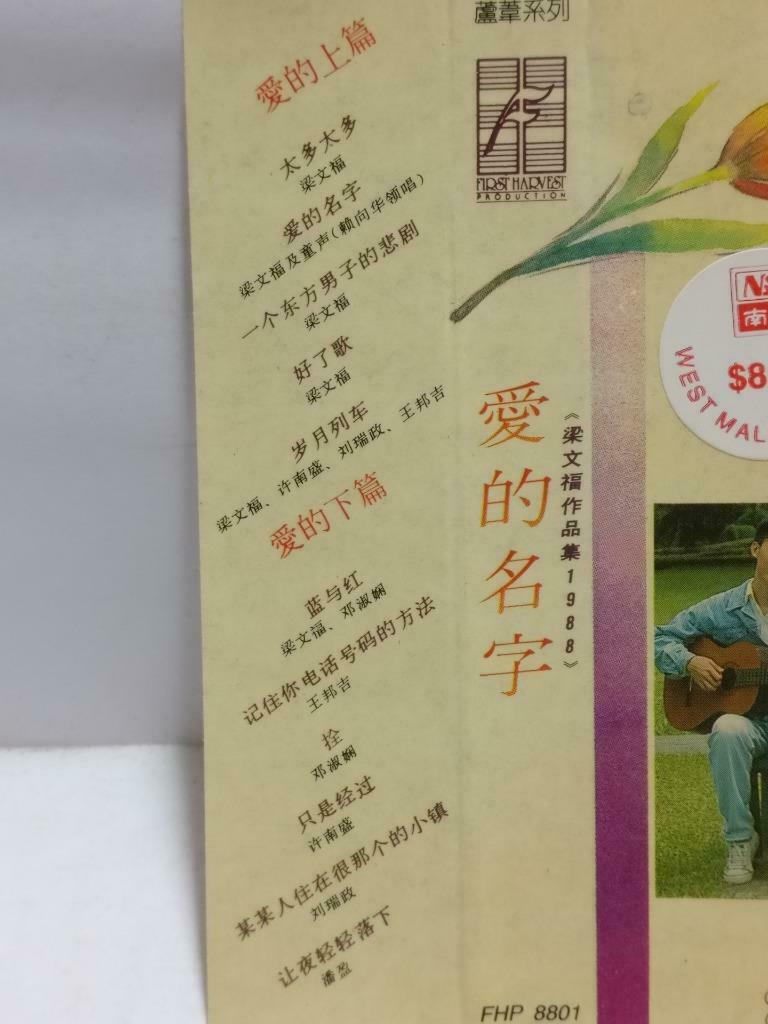 愛的上篇
太多太多
梁文福
爱的名字
梁文福及童声(赖向华领唱)
一个东方男子的悲剧
梁文福
好了歌
梁文福
岁月列车
梁文福、许南盛、刘瑞政、王邦吉
愛的下篇
蓝与红
梁文福、邓淑娴
记住你电话号码的方法
王邦吉
拴
邓淑娴
只是经过
许南盛
某某人住在很那个的小镇
刘瑞政
让夜轻轻落下
潘盈
蘆葦系列
FIRST HARVEST
PRODUCTION
愛的名字
《梁文福作品集1988》
FHP 8801
南
$8
WEST MAL